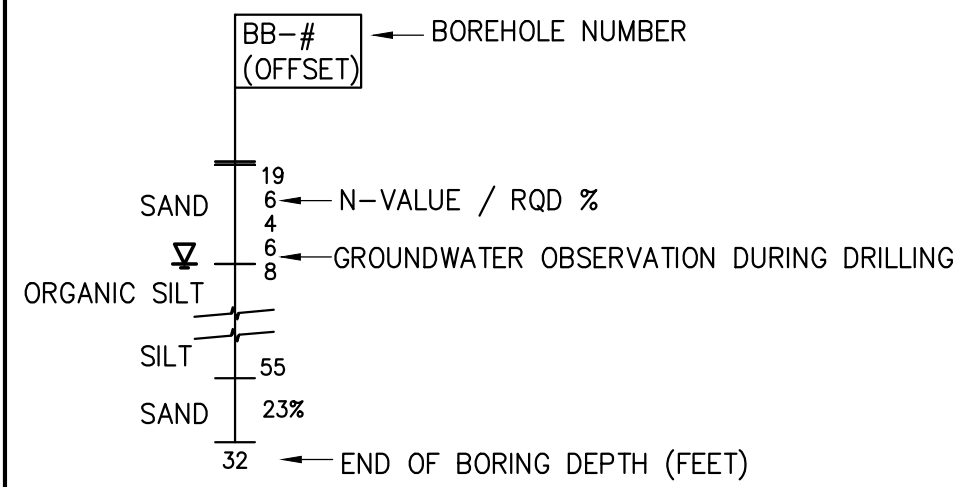 BB-#
(OFFSET)
BOREHOLE NUMBER
19
SAND
6
N-VALUE / RQD %
4
6
GROUNDWATER OBSERVATION DURING DRILLING
8
ORGANIC SILT
SILT
55
SAND
23%
32
END OF BORING DEPTH (FEET)